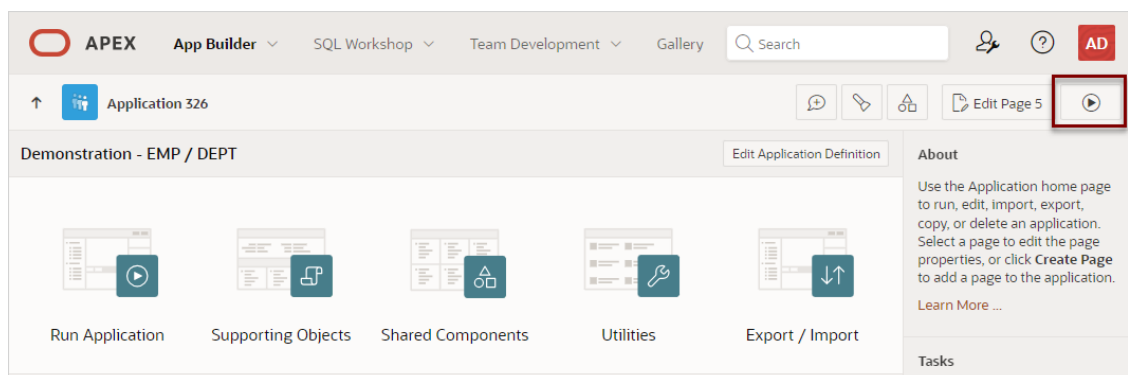 APEX App Builder SQL Workshop Team Development Gallery Search AD
Application 326 Edit Page 5
Demonstration - EMP / DEPT Edit Application Definition
About
Use the Application home page
to run, edit, import, export,
copy, or delete an application.
Select a page to edit the page
properties, or click Create Page
to add a page to the application.
Learn More ...
Run Application Supporting Objects Shared Components Utilities Export / Import
Tasks